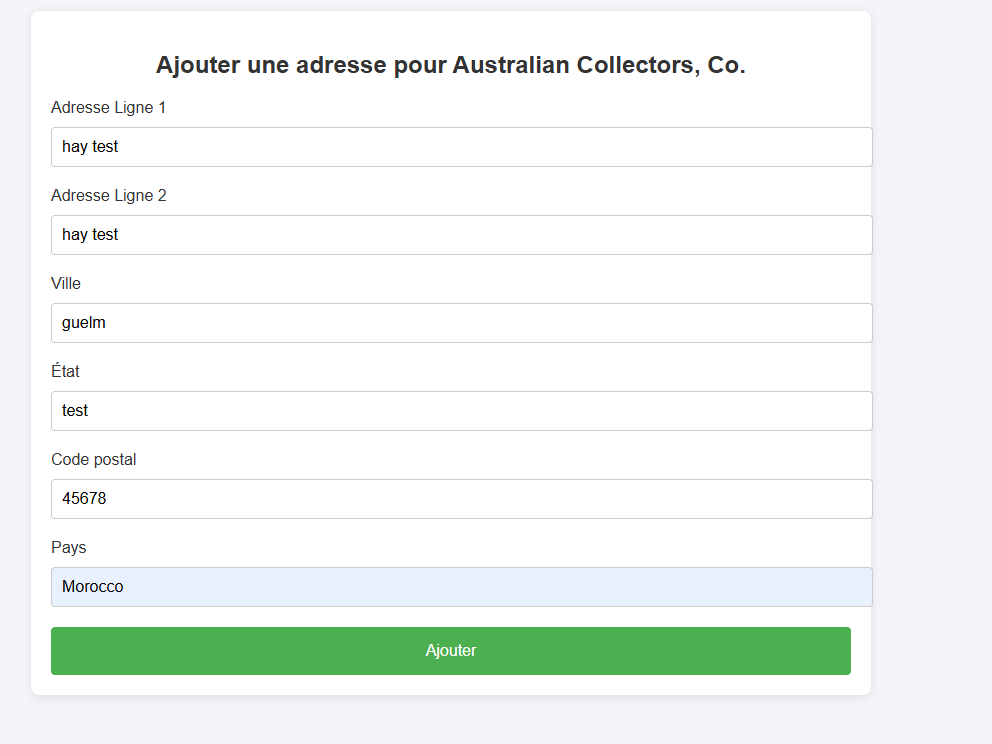 Ajouter une adresse pour Australian Collectors, Co.
Adresse Ligne 1
hay test
Adresse Ligne 2
hay test
Ville
guelm
État
test
Code postal
45678
Pays
Morocco
Ajouter